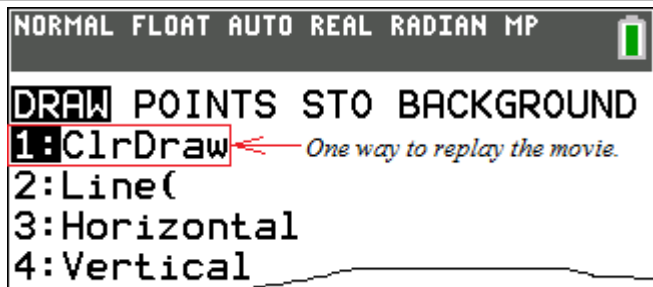 NORMAL FLOAT AUTO REAL RADIAN MP
DRAW POINTS STO BACKGROUND
1:ClrDraw One way to replay the movie.
2:Line(
3:Horizontal
4:Vertical